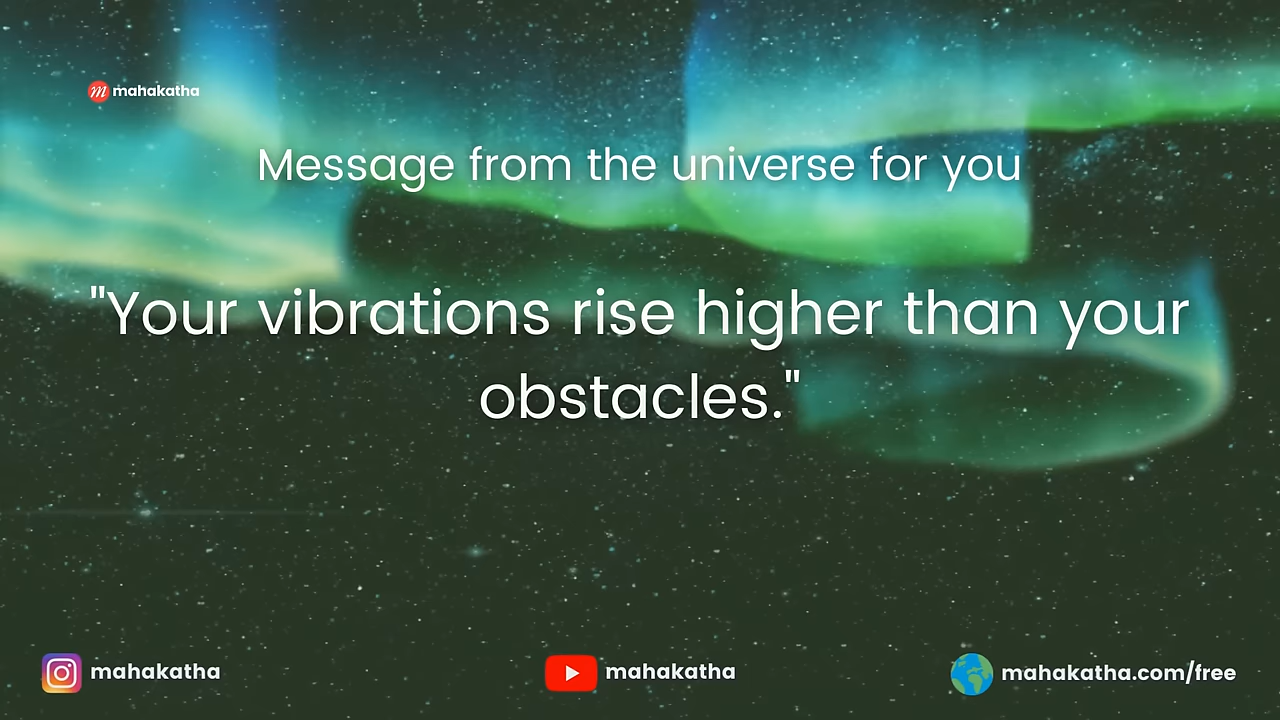 mahakatha
Message from the universe for you
"Your vibrations rise higher than your
obstacles."
mahakatha
mahakatha
mahakatha.com/free